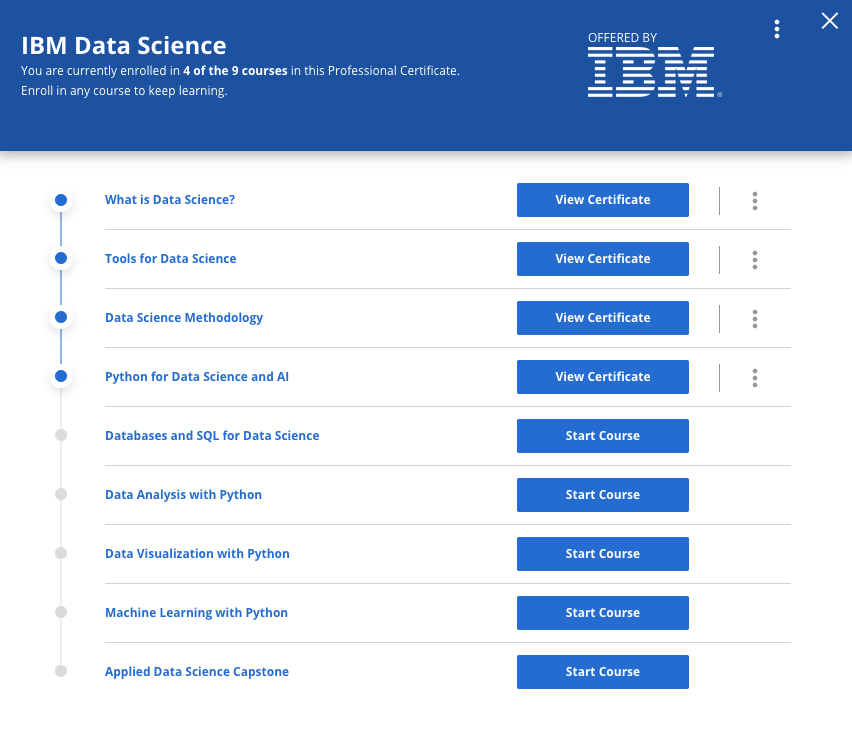 IBM Data Science
You are currently enrolled in 4 of the 9 courses in this Professional Certificate.
Enroll in any course to keep learning.
OFFERED BY
IBM®
What is Data Science?
View Certificate
Tools for Data Science
View Certificate
Data Science Methodology
View Certificate
Python for Data Science and AI
View Certificate
Databases and SQL for Data Science
Start Course
Data Analysis with Python
Start Course
Data Visualization with Python
Start Course
Machine Learning with Python
Start Course
Applied Data Science Capstone
Start Course